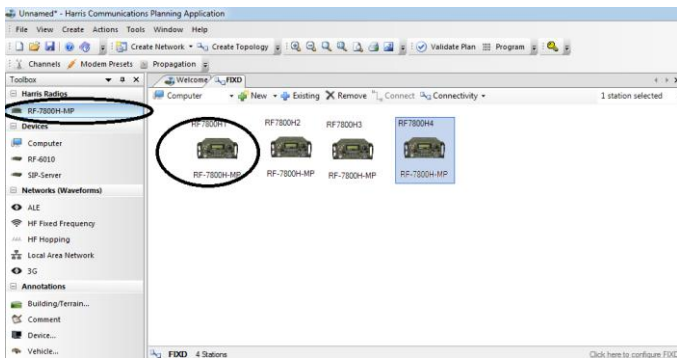 Unnamed* - Harris Communications Planning Application
File View Create Actions Tools Window Help
Create Network Create Topology Validate Plan Program
Channels Modem Presets Propagation
Toolbox
Welcome FIXD
Harris Radios
Computer New Existing Remove Connect Connectivity 1 station selected
RF-7800H-MP
Devices
Computer
RF-6010
SIP-Server
Networks (Waveforms)
ALE
HF Fixed Frequency
HF Hopping
Local Area Network
3G
Annotations
Building/Terrain...
Comment
Device...
Vehicle...
RF7800H1 RF7800H2 RF7800H3 RF7800H4
RF-7800H-MP RF-7800H-MP RF-7800H-MP RF-7800H-MP
FIXD 4 Stations Click here to configure FIXD